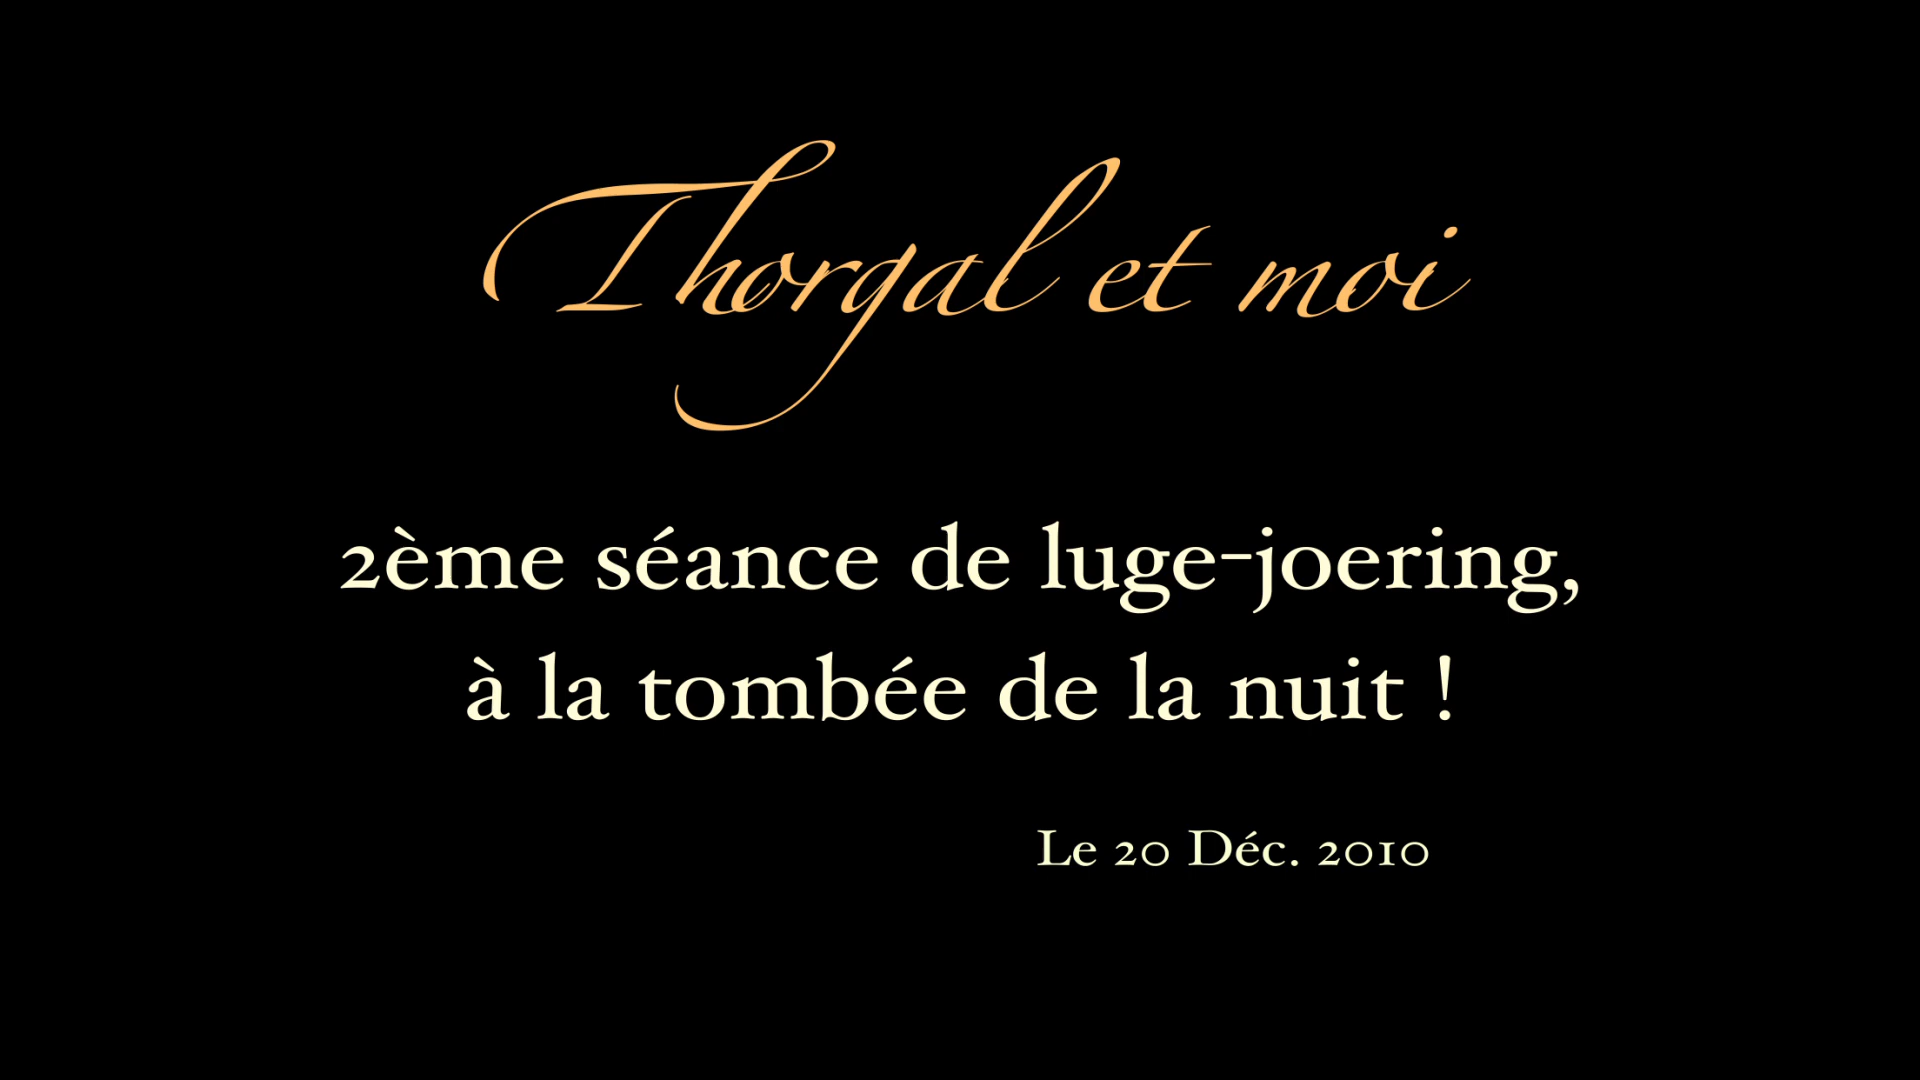 Thorgal et moi
2ème séance de luge-joering,
à la tombée de la nuit !
Le 20 Déc. 2010